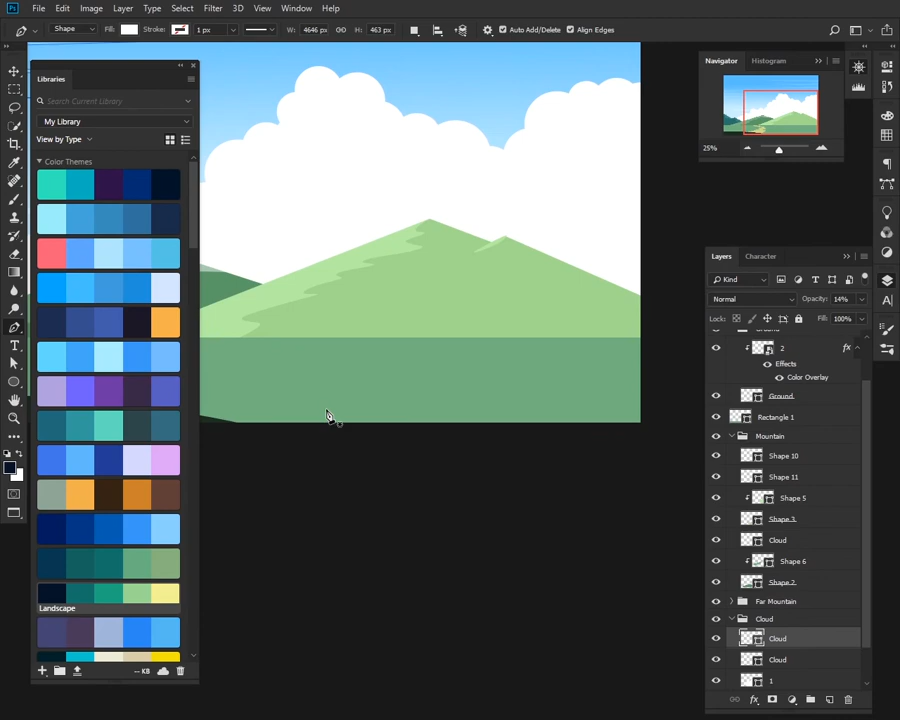 Ps File Edit Image Layer Type Select Filter 3D View Window Help
Shape Fill: Stroke: 1 px W: 4646 px H: 463 px Auto Add/Delete Align Edges
Libraries
Search Current Library
My Library
View by Type
Color Themes
Landscape
-- KB
Navigator Histogram
25%
Layers Character
Kind
Normal Opacity: 14%
Lock: Fill: 100%
2 fx
Effects
Color Overlay
Ground
Rectangle 1
Mountain
Shape 10
Shape 11
Shape 5
Shape 3
Cloud
Shape 6
Shape 2
Far Mountain
Cloud
Cloud
Cloud
1
fx